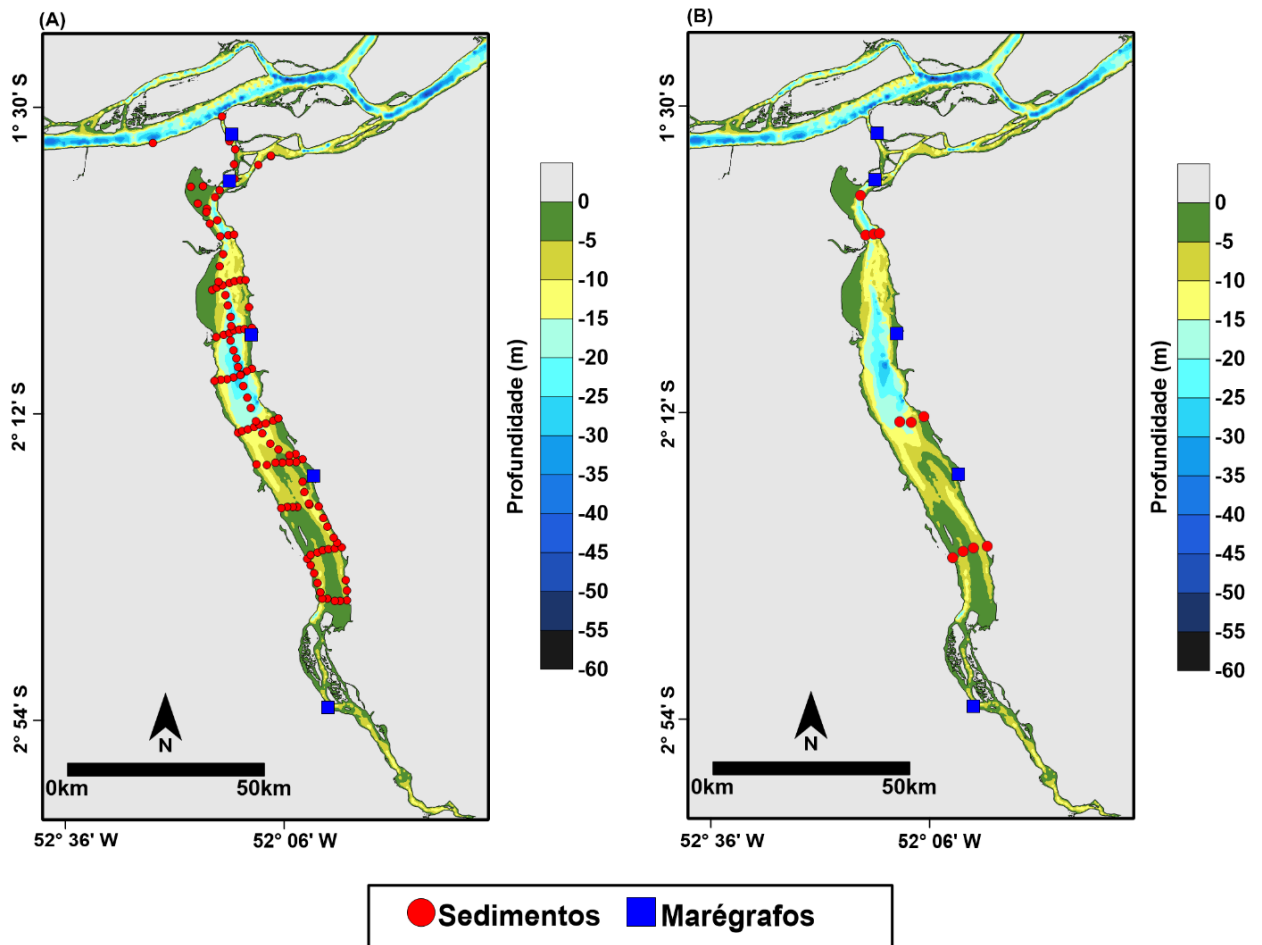 (A)
(B)
1° 30' S
2° 12' S
2° 54' S
0
-5
-10
-15
-20
-25
-30
-35
-40
-45
-50
-55
-60
Profundidade (m)
N
0km
50km
52° 36' W
52° 06' W
1° 30' S
2° 12' S
2° 54' S
0
-5
-10
-15
-20
-25
-30
-35
-40
-45
-50
-55
-60
Profundidade (m)
N
0km
50km
52° 36' W
52° 06' W
Sedimentos
Marégrafos